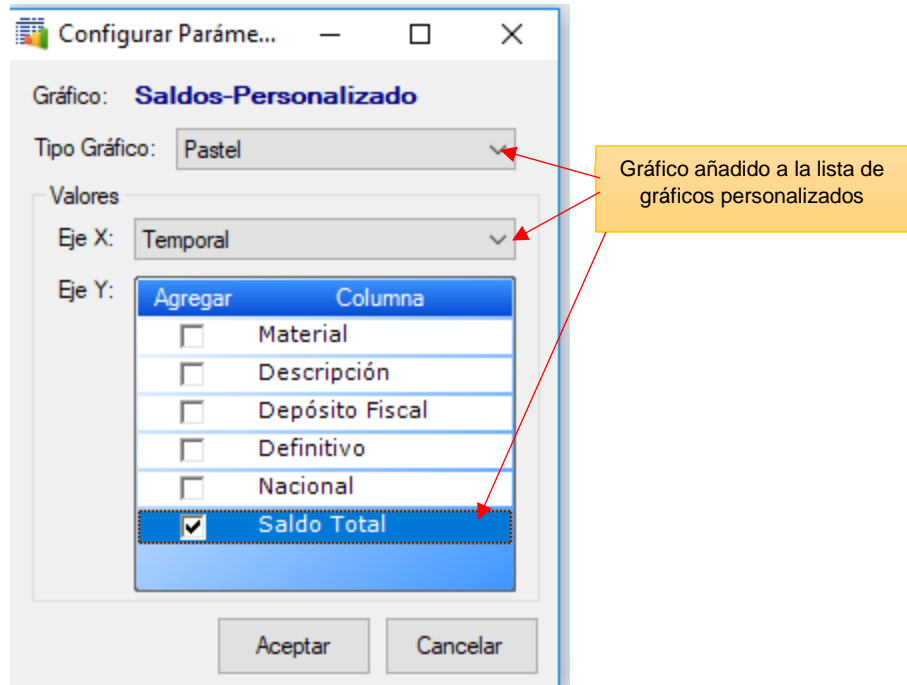 Configurar Paráme...
Gráfico: Saldos-Personalizado
Tipo Gráfico: Pastel
Valores
Eje X: Temporal
Eje Y:
Agregar Columna
Material
Descripción
Depósito Fiscal
Definitivo
Nacional
Saldo Total
Aceptar Cancelar
Gráfico añadido a la lista de
gráficos personalizados